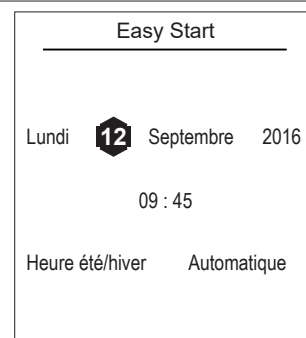 Easy Start
Lundi 12 Septembre 2016
09 : 45
Heure été/hiver Automatique